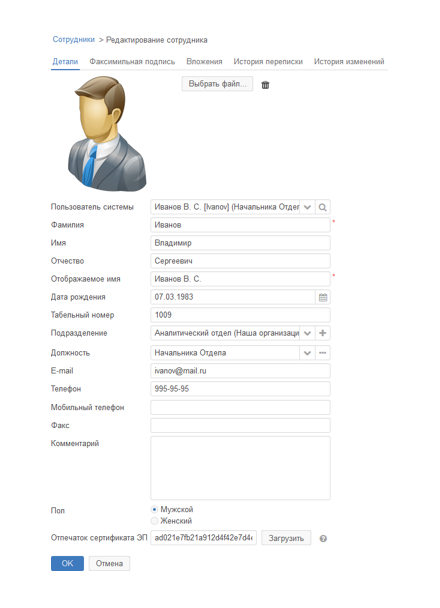 Сотрудники > Редактирование сотрудника
Детали Факсимильная подпись Вложения История переписки История изменений
Выбрать файл...
Пользователь системы Иванов В. С. [Ivanov] (Начальника Отдел
Фамилия Иванов *
Имя Владимир
Отчество Сергеевич
Отображаемое имя Иванов В. С. *
Дата рождения 07.03.1983
Табельный номер 1009
Подразделение Аналитический отдел (Наша организаци
Должность Начальника Отдела
E-mail ivanov@mail.ru
Телефон 995-95-95
Мобильный телефон
Факс
Комментарий
Пол Мужской
Женский
Отпечаток сертификата ЭП ad021e7fb21a912d4f42e7d4e Загрузить
OK Отмена